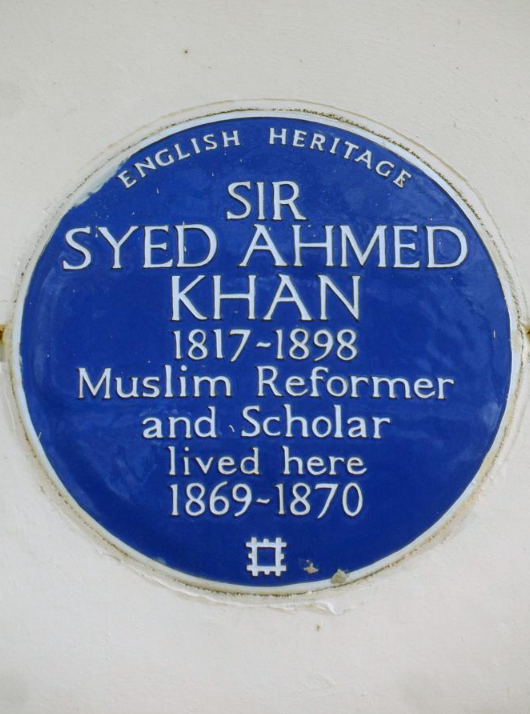 ENGLISH HERITAGE
SIR
SYED AHMED
KHAN
1817~1898
Muslim Reformer
and Scholar
lived here
1869~1870